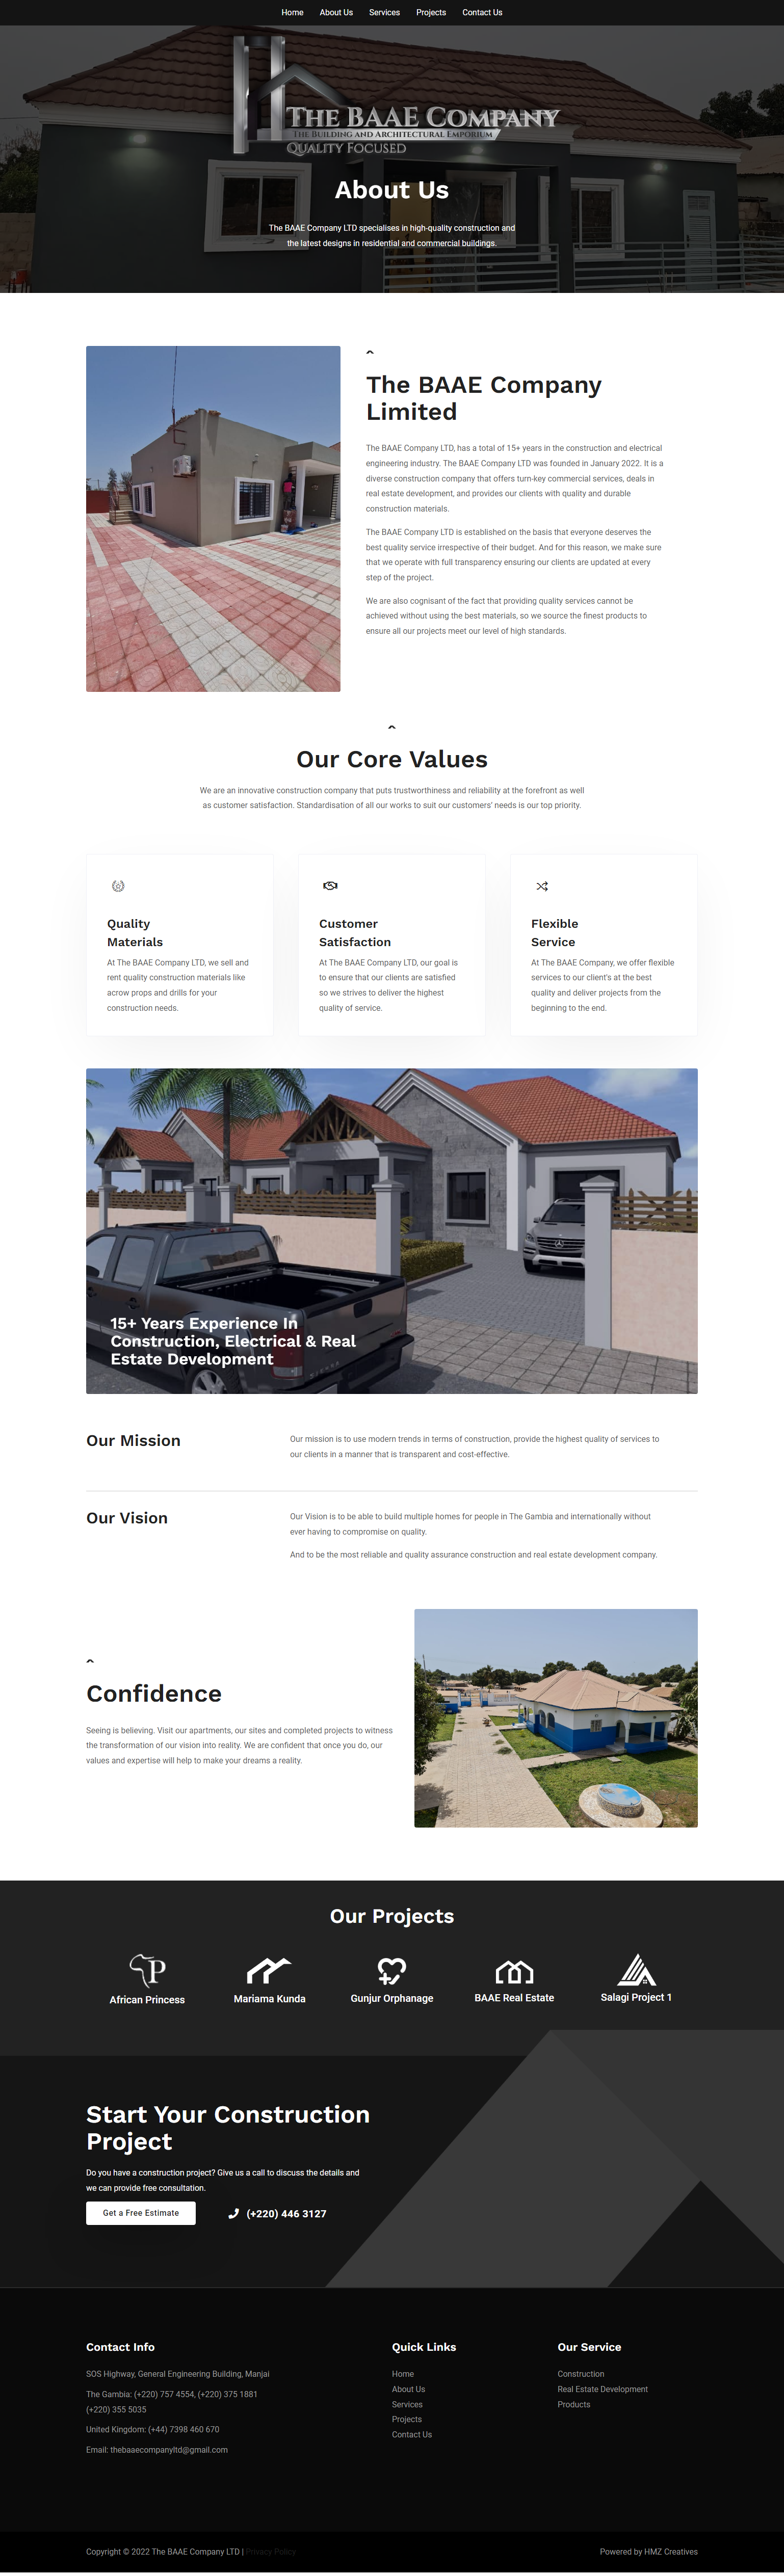 Home About Us Services Projects Contact Us
The BAAE Company
The Building and Architectural Emporium
Quality Focused
About Us
The BAAE Company LTD specialises in high-quality construction and
the latest designs in residential and commercial buildings.
The BAAE Company
Limited
The BAAE Company LTD, has a total of 15+ years in the construction and electrical
engineering industry. The BAAE Company LTD was founded in January 2022. It is a
diverse construction company that offers turn-key commercial services, deals in
real estate development, and provides our clients with quality and durable
construction materials.
The BAAE Company LTD is established on the basis that everyone deserves the
best quality service irrespective of their budget. And for this reason, we make sure
that we operate with full transparency ensuring our clients are updated at every
step of the project.
We are also cognisant of the fact that providing quality services cannot be
achieved without using the best materials, so we source the finest products to
ensure all our projects meet our level of high standards.
Our Core Values
We are an innovative construction company that puts trustworthiness and reliability at the forefront as well
as customer satisfaction. Standardisation of all our works to suit our customers' needs is our top priority.
Quality
Materials
At The BAAE Company LTD, we sell and
rent quality construction materials like
acrow props and drills for your
construction needs.
Customer
Satisfaction
At The BAAE Company LTD, our goal is
to ensure that our clients are satisfied
so we strives to deliver the highest
quality of service.
Flexible
Service
At The BAAE Company, we offer flexible
services to our client's at the best
quality and deliver projects from the
beginning to the end.
15+ Years Experience In
Construction, Electrical & Real
Estate Development
Our Mission
Our mission is to use modern trends in terms of construction, provide the highest quality of services to
our clients in a manner that is transparent and cost-effective.
Our Vision
Our Vision is to be able to build multiple homes for people in The Gambia and internationally without
ever having to compromise on quality.
And to be the most reliable and quality assurance construction and real estate development company.
Confidence
Seeing is believing. Visit our apartments, our sites and completed projects to witness
the transformation of our vision into reality. We are confident that once you do, our
values and expertise will help to make your dreams a reality.
Our Projects
African Princess
Mariama Kunda
Gunjur Orphanage
BAAE Real Estate
Salagi Project 1
Start Your Construction
Project
Do you have a construction project? Give us a call to discuss the details and
we can provide free consultation.
Get a Free Estimate
(+220) 446 3127
Contact Info
SOS Highway, General Engineering Building, Manjai
The Gambia: (+220) 757 4554, (+220) 375 1881
(+220) 355 5035
United Kingdom: (+44) 7398 460 670
Email: thebaaecompanyltd@gmail.com
Quick Links
Home
About Us
Services
Projects
Contact Us
Our Service
Construction
Real Estate Development
Products
Copyright © 2022 The BAAE Company LTD | Privacy Policy
Powered by HMZ Creatives